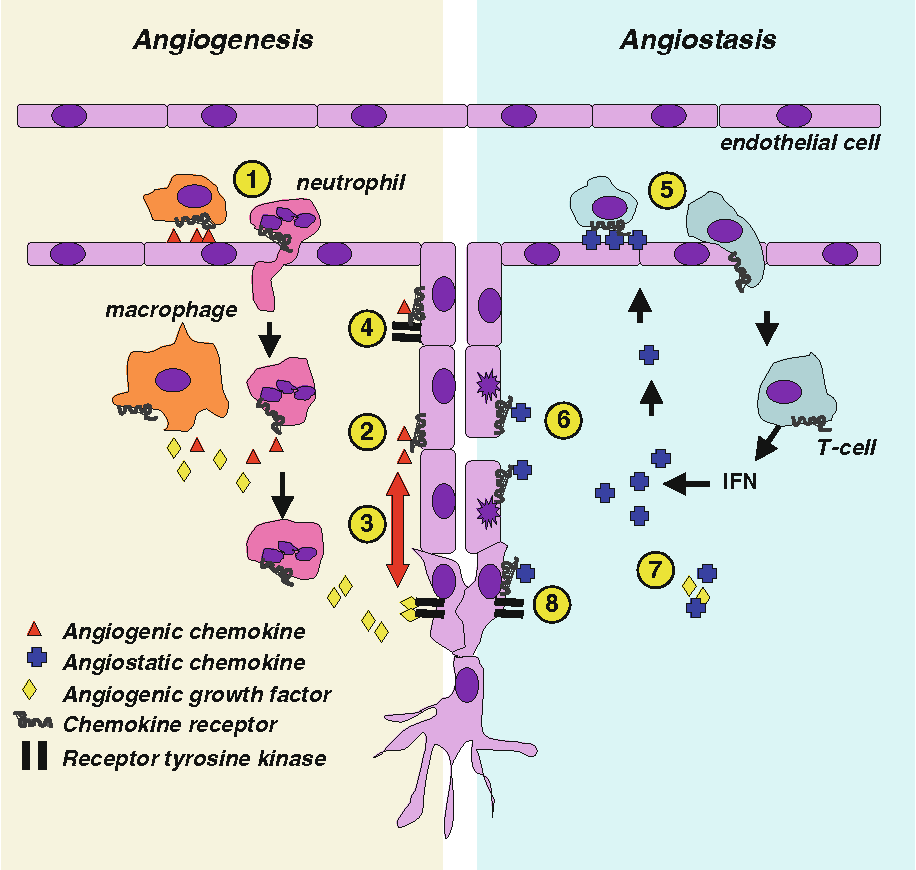 Angiogenesis
Angiostasis
endothelial cell
1
neutrophil
5
macrophage
4
2
6
T-cell
IFN
3
7
8
Angiogenic chemokine
Angiostatic chemokine
Angiogenic growth factor
Chemokine receptor
Receptor tyrosine kinase